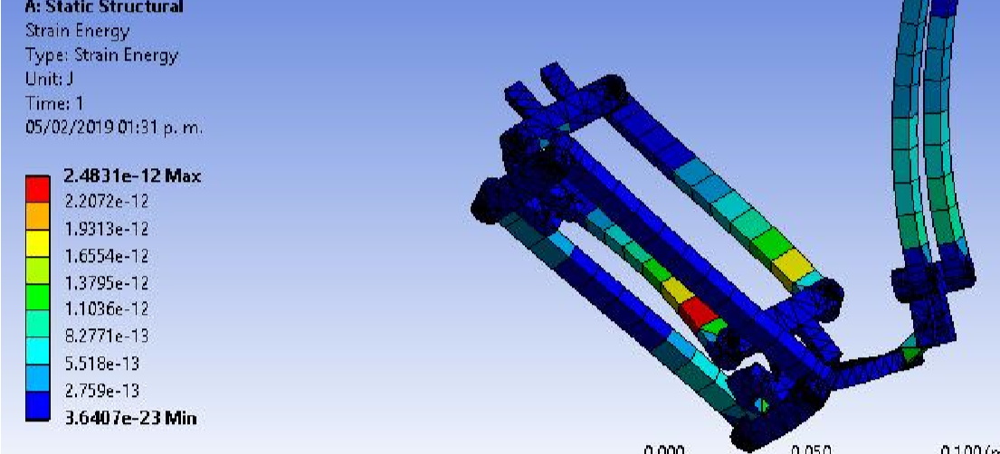 A: Static Structural
Strain Energy
Type: Strain Energy
Unit: J
Time: 1
05/02/2019 01:31 p. m.
2.4831e-12 Max
2.2072e-12
1.9313e-12
1.6554e-12
1.3795e-12
1.1036e-12
8.2771e-13
5.518e-13
2.759e-13
3.6407e-23 Min
0.000 0.050 0.100